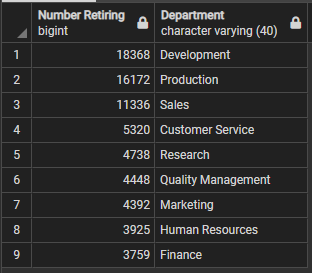 Number Retiring Department
bigint character varying (40)
1 18368 Development
2 16172 Production
3 11336 Sales
4 5320 Customer Service
5 4738 Research
6 4448 Quality Management
7 4392 Marketing
8 3925 Human Resources
9 3759 Finance